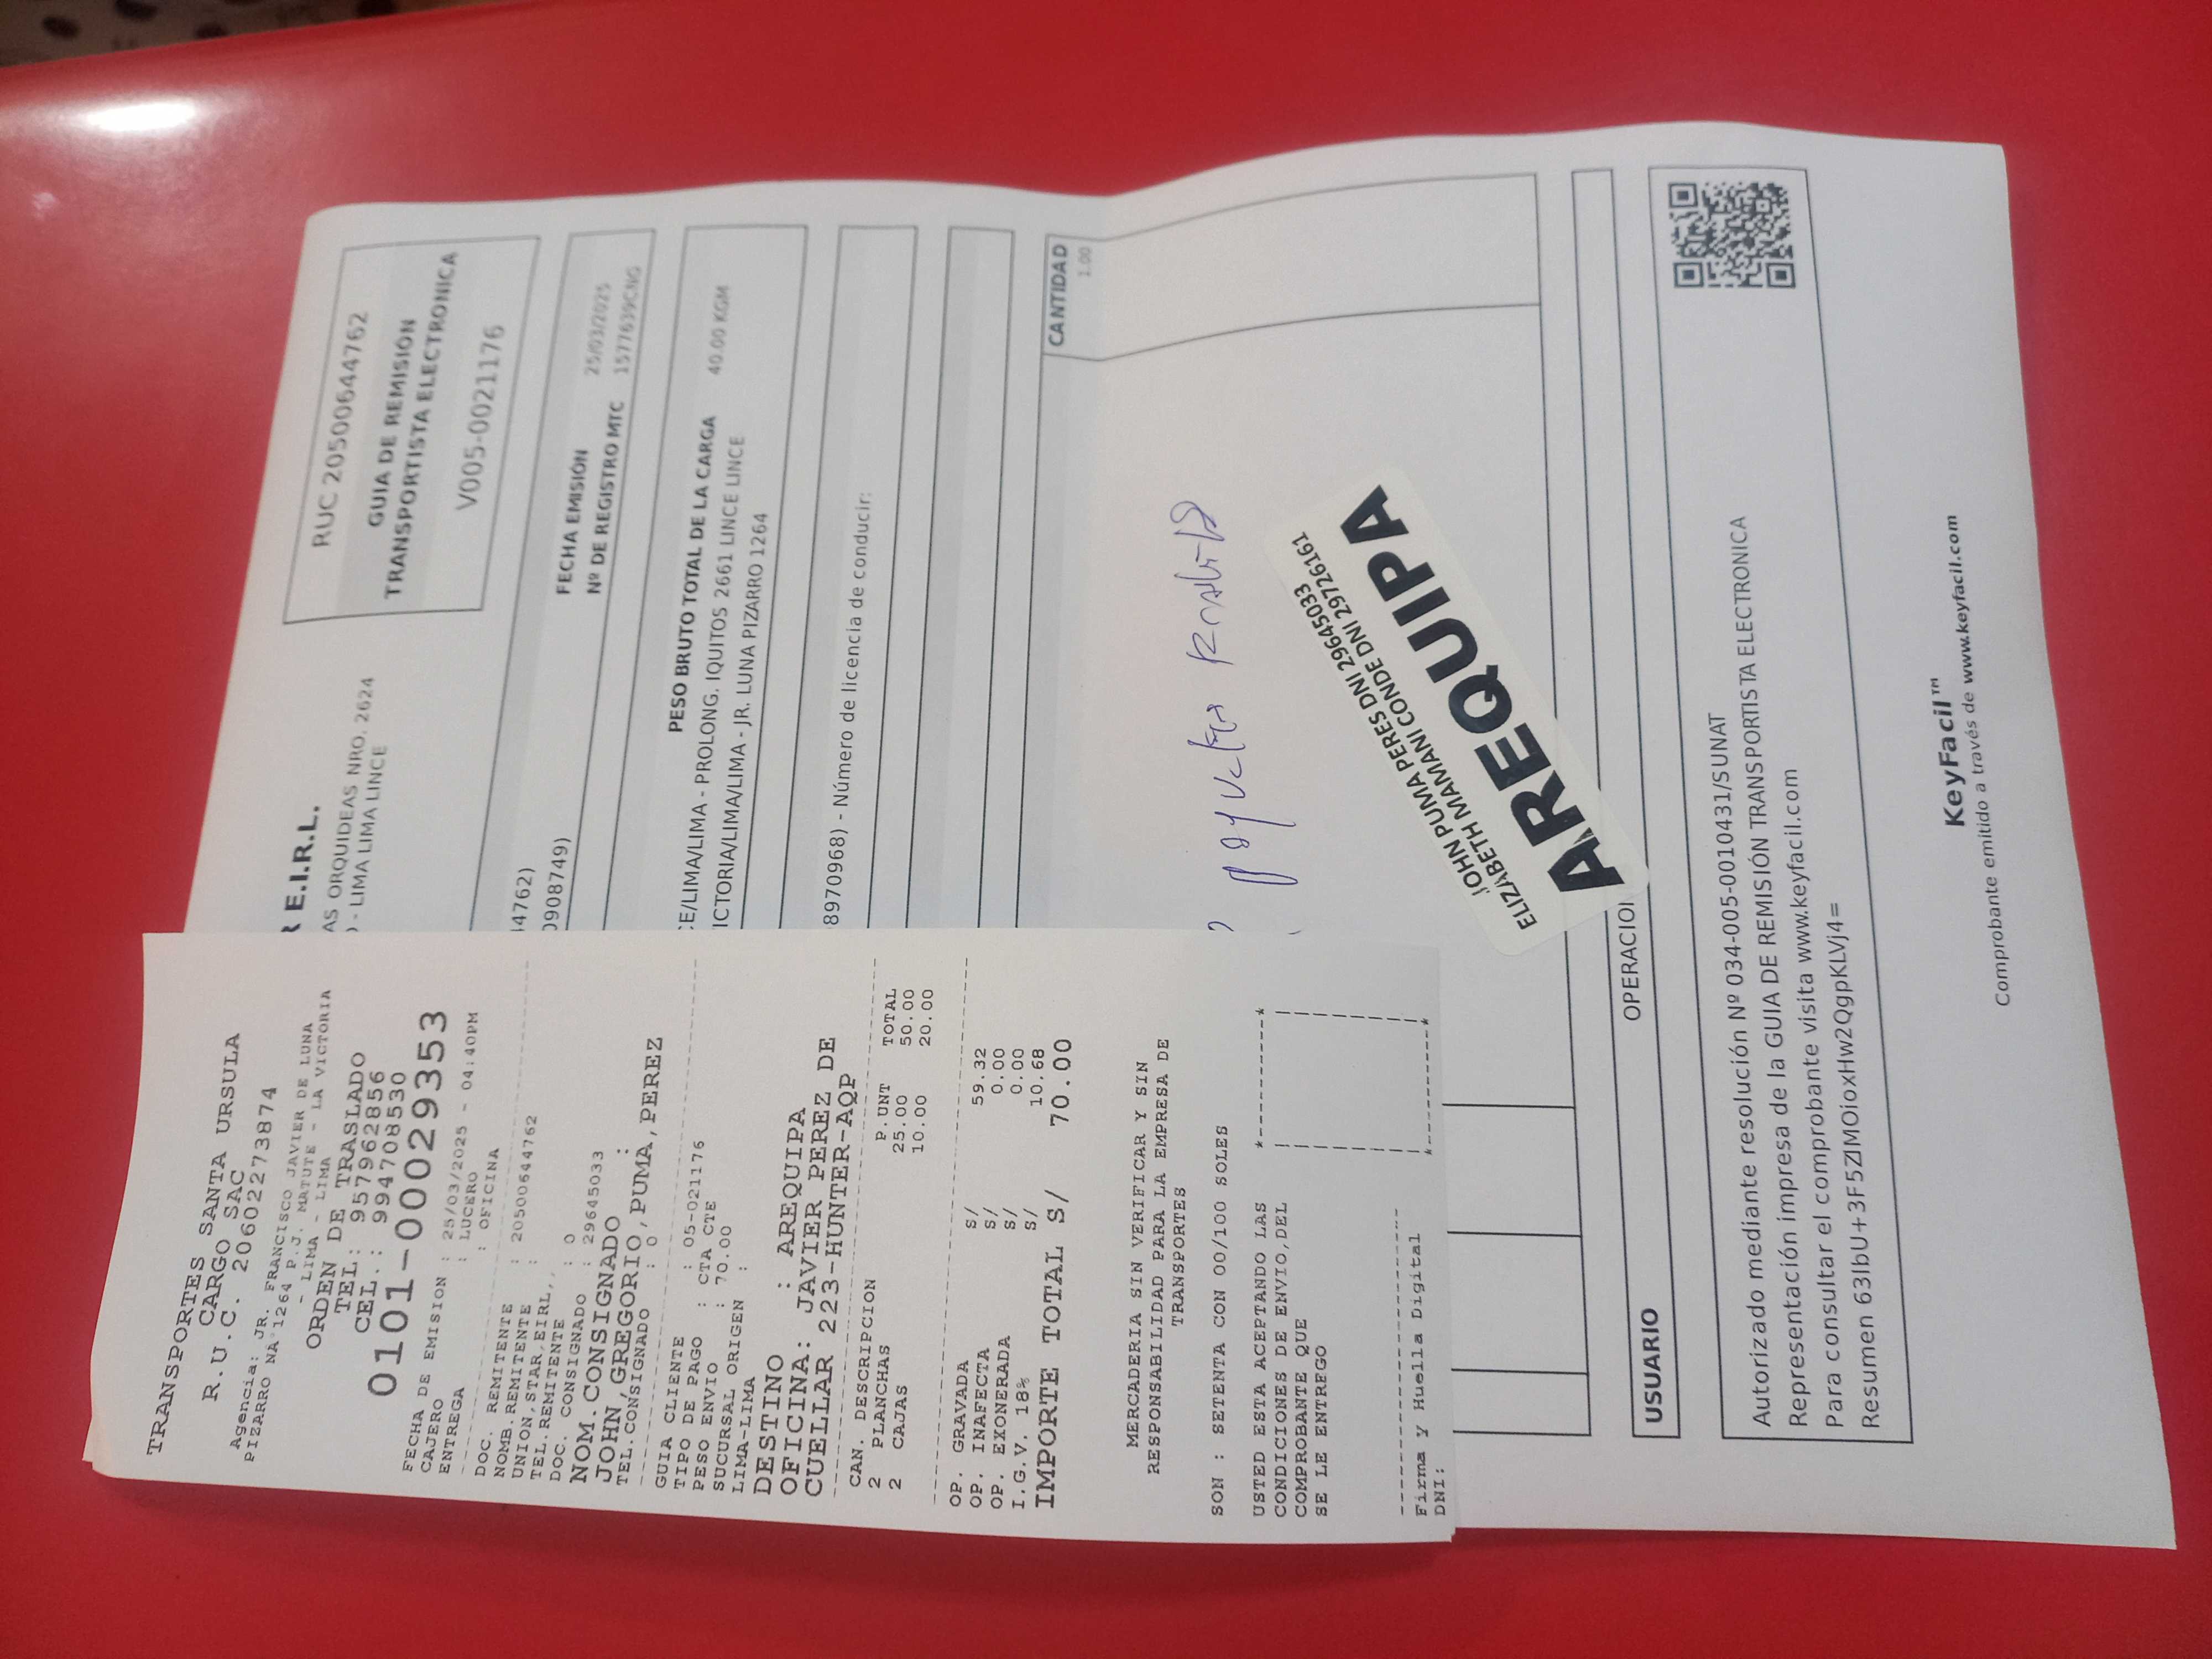 TRANSPORTES SANTA URSULA
CARGO SAC
R.U.C. 20602273874
Agencia: JR. FRANCISCO JAVIER DE LUNA
PIZARRO NA°1264 P.J. MATUTE - LA VICTORIA
- LIMA - LIMA
ORDEN DE TRASLADO
TEL: 957962856
CEL.: 994708530
0101-00029353
FECHA DE EMISION : 25/03/2025 - 04:40PM
CAJERO : LUCERO
ENTREGA : OFICINA
DOC. REMITENTE : 20500644762
NOMB.REMITENTE :
UNION,STAR,EIRL,,
TEL.REMITENTE : 0
DOC. CONSIGNADO : 29645033
NOM.CONSIGNADO :
JOHN,GREGORIO,PUMA,PEREZ
TEL.CONSIGNADO : 0
GUIA CLIENTE : 05-021176
TIPO DE PAGO : CTA CTE
PESO ENVIO : 70.00
SUCURSAL ORIGEN :
LIMA-LIMA
DESTINO : AREQUIPA
OFICINA: JAVIER PEREZ DE
CUELLAR 223-HUNTER-AQP
CAN. DESCRIPCION P.UNT TOTAL
2 PLANCHAS 25.00 50.00
2 CAJAS 10.00 20.00
OP. GRAVADA S/ 59.32
OP. INAFECTA S/ 0.00
OP. EXONERADA S/ 0.00
I.G.V. 18% S/ 10.68
IMPORTE TOTAL S/ 70.00
MERCADERIA SIN VERIFICAR Y SIN
RESPONSABILIDAD PARA LA EMPRESA DE
TRANSPORTES
SON : SETENTA CON 00/100 SOLES
USTED ESTA ACEPTANDO LAS
CONDICIONES DE ENVIO,DEL
COMPROBANTE QUE
SE LE ENTREGO
Firma y Huella Digital
DNI:
E.I.R.L.
AS ORQUIDEAS NRO. 2624
- LIMA LIMA LINCE
RUC 20500644762
GUIA DE REMISIÓN
TRANSPORTISTA ELECTRONICA
V005-0021176
44762)
0908749)
FECHA EMISIÓN 25/03/2025
Nº DE REGISTRO MTC 1577639CNG
PESO BRUTO TOTAL DE LA CARGA 40.00 KGM
CE/LIMA/LIMA - PROLONG. IQUITOS 2661 LINCE LINCE
ICTORIA/LIMA/LIMA - JR. LUNA PIZARRO 1264
8970968) - Número de licencia de conducir:
CANTIDAD
1.00
JOHN PUMA PERES DNI 29645033
ELIZABETH MAMANI CONDE DNI 29726161
AREQUIPA
USUARIO
OPERACION
Autorizado mediante resolución Nº 034-005-0010431/SUNAT
Representación impresa de la GUIA DE REMISIÓN TRANSPORTISTA ELECTRONICA
Para consultar el comprobante visita www.keyfacil.com
Resumen 63lbU+3F5ZlMOioxHw2QgpKLVj4=
KeyFacil™
Comprobante emitido a través de www.keyfacil.com